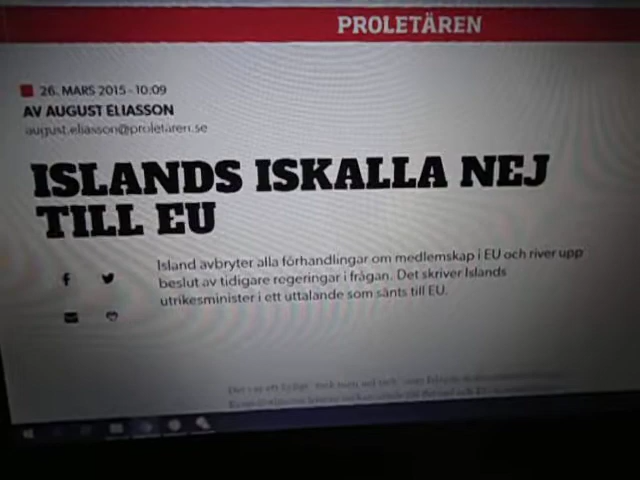 PROLETÄREN
26. MARS 2015 - 10:09
AV AUGUST ELIASSON
august.eliasson@proletaren.se
ISLANDS ISKALLA NEJ
TILL EU
Island avbryter alla förhandlingar om medlemskap i EU och river upp
beslut av tidigare regeringar i frågan. Det skriver Islands
utrikesminister i ett uttalande som sänts till EU.